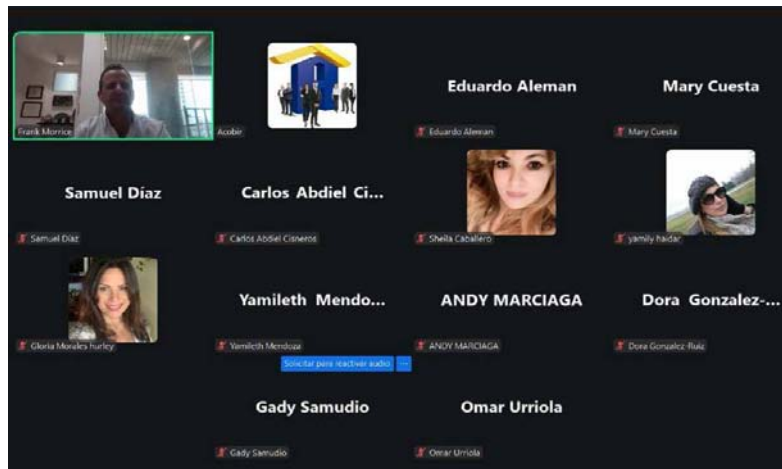 Frank Morrice
Acobir
Eduardo Aleman
Eduardo Aleman
Mary Cuesta
Mary Cuesta
Samuel Díaz
Samuel Díaz
Carlos Abdiel Ci...
Carlos Abdiel Cisneros
Sheila Caballero
yamily haidar
Gloria Morales hurley
Yamileth Mendo...
Yamileth Mendoza
Solicitar para reactivar audio ...
ANDY MARCIAGA
ANDY MARCIAGA
Dora Gonzalez-...
Dora Gonzalez-Ruiz
Gady Samudio
Gady Samudio
Omar Urriola
Omar Urriola